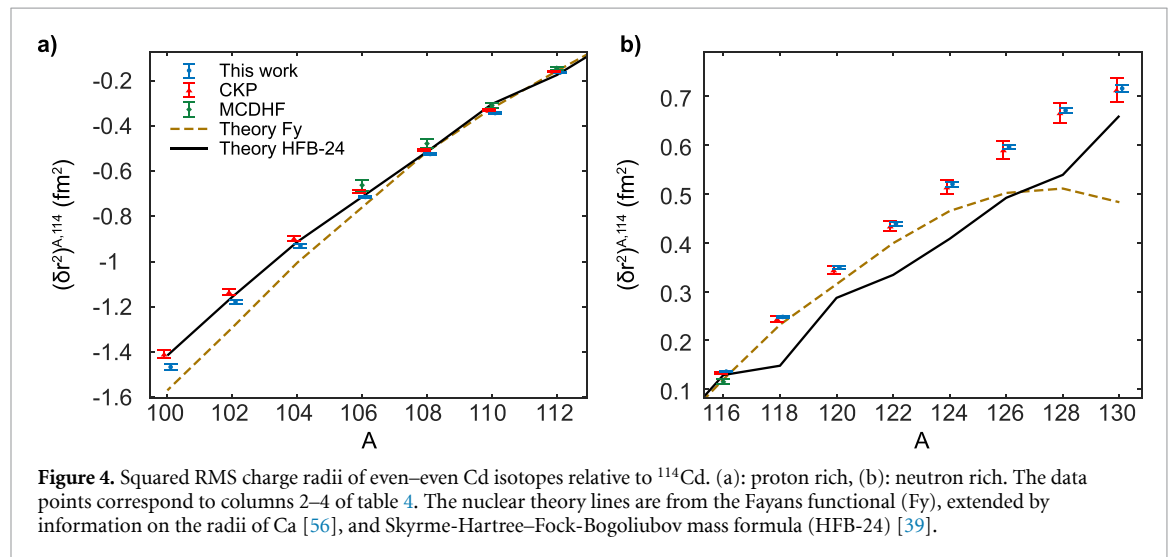 a)
This work
CKP
MCDHF
Theory Fy
Theory HFB-24
(δr²)ᴬ·¹¹⁴ (fm²)
-0.2
-0.4
-0.6
-0.8
-1
-1.2
-1.4
-1.6
100 102 104 106 108 110 112
A
b)
(δr²)ᴬ·¹¹⁴ (fm²)
0.7
0.6
0.5
0.4
0.3
0.2
0.1
116 118 120 122 124 126 128 130
A
Figure 4. Squared RMS charge radii of even–even Cd isotopes relative to ¹¹⁴Cd. (a): proton rich, (b): neutron rich. The data
points correspond to columns 2–4 of table 4. The nuclear theory lines are from the Fayans functional (Fy), extended by
information on the radii of Ca [56], and Skyrme-Hartree–Fock-Bogoliubov mass formula (HFB-24) [39].